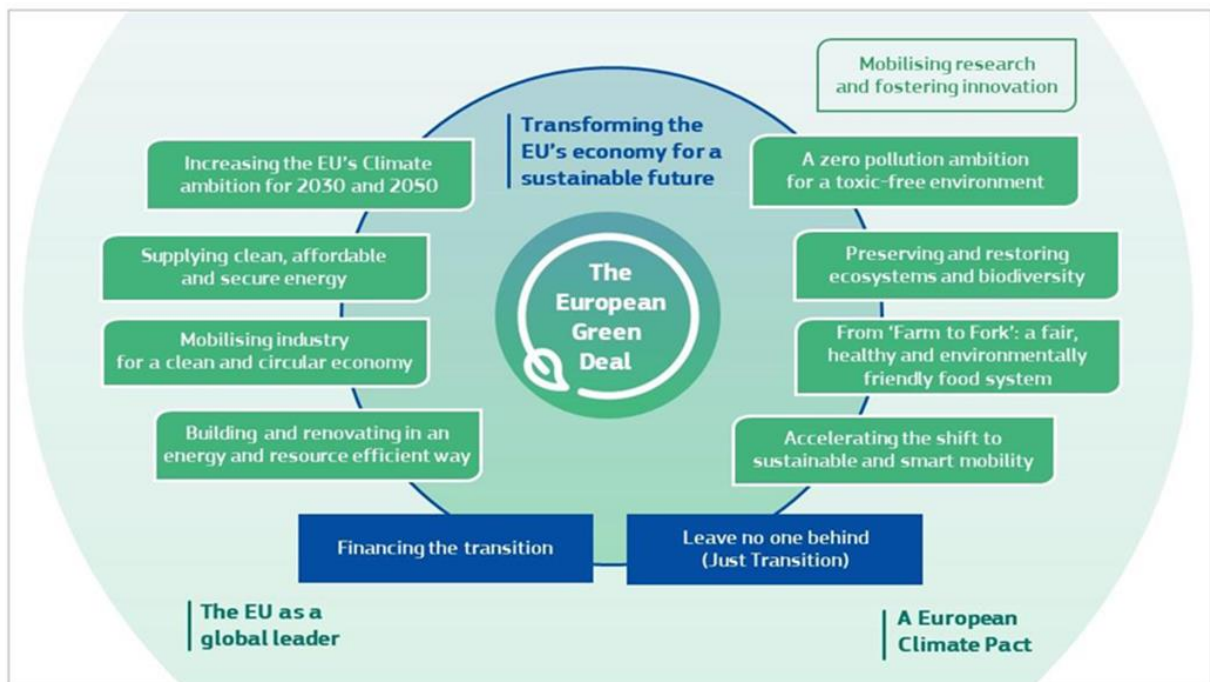 Mobilising research
and fostering innovation
Transforming the
EU's economy for a
sustainable future
Increasing the EU's Climate
ambition for 2030 and 2050
A zero pollution ambition
for a toxic-free environment
Supplying clean, affordable
and secure energy
Preserving and restoring
ecosystems and biodiversity
The
European
Green
Deal
Mobilising industry
for a clean and circular economy
From ‘Farm to Fork’: a fair,
healthy and environmentally
friendly food system
Building and renovating in an
energy and resource efficient way
Accelerating the shift to
sustainable and smart mobility
Financing the transition
Leave no one behind
(Just Transition)
The EU as a
global leader
A European
Climate Pact